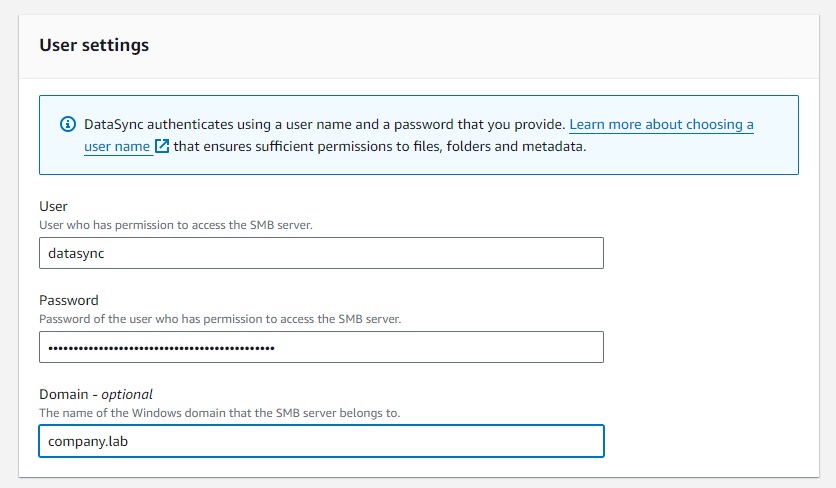 User settings
DataSync authenticates using a user name and a password that you provide. Learn more about choosing a
user name that ensures sufficient permissions to files, folders and metadata.
User
User who has permission to access the SMB server.
datasync
Password
Password of the user who has permission to access the SMB server.
•••••••••••••••••••••••••••••••••••••••••••••
Domain - optional
The name of the Windows domain that the SMB server belongs to.
company.lab